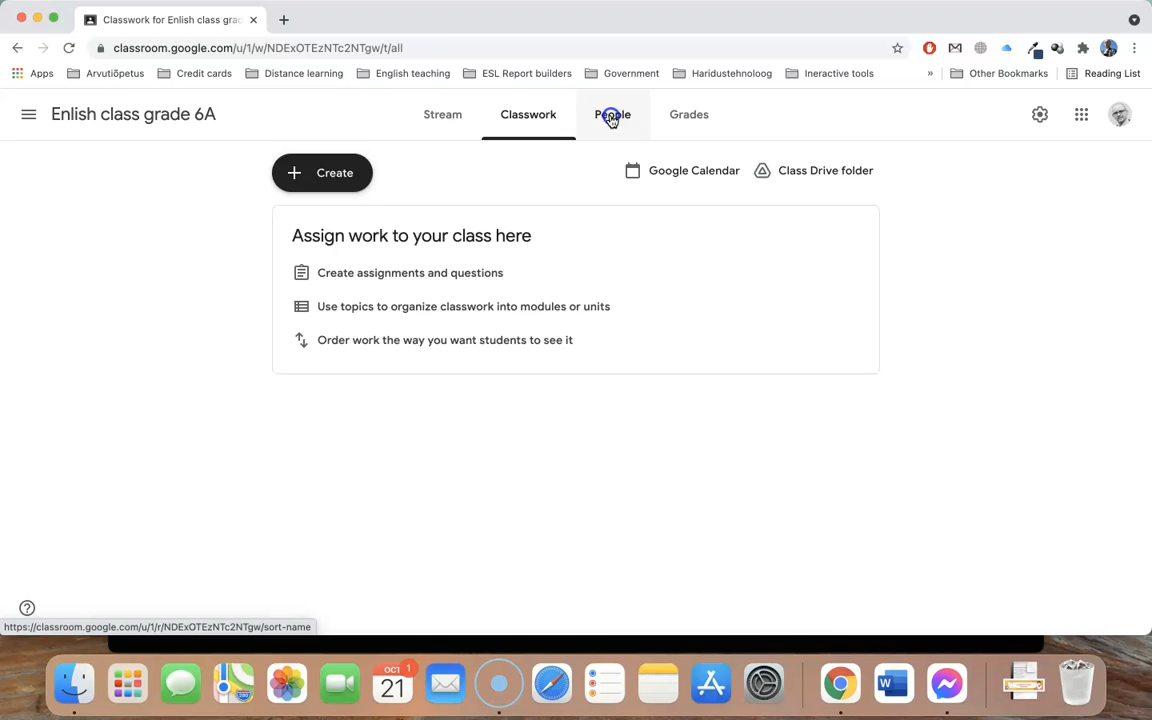 Classwork for Enlish class grad
classroom.google.com/u/1/w/NDExOTEzNTc2NTgw/t/all
Apps Arvutiõpetus Credit cards Distance learning English teaching ESL Report builders Government Haridustehnoloog Ineractive tools » Other Bookmarks Reading List
Enlish class grade 6A Stream Classwork People Grades
Create Google Calendar Class Drive folder
Assign work to your class here
Create assignments and questions
Use topics to organize classwork into modules or units
Order work the way you want students to see it
https://classroom.google.com/u/1/r/NDExOTEzNTc2NTgw/sort-name
OCT 1
21